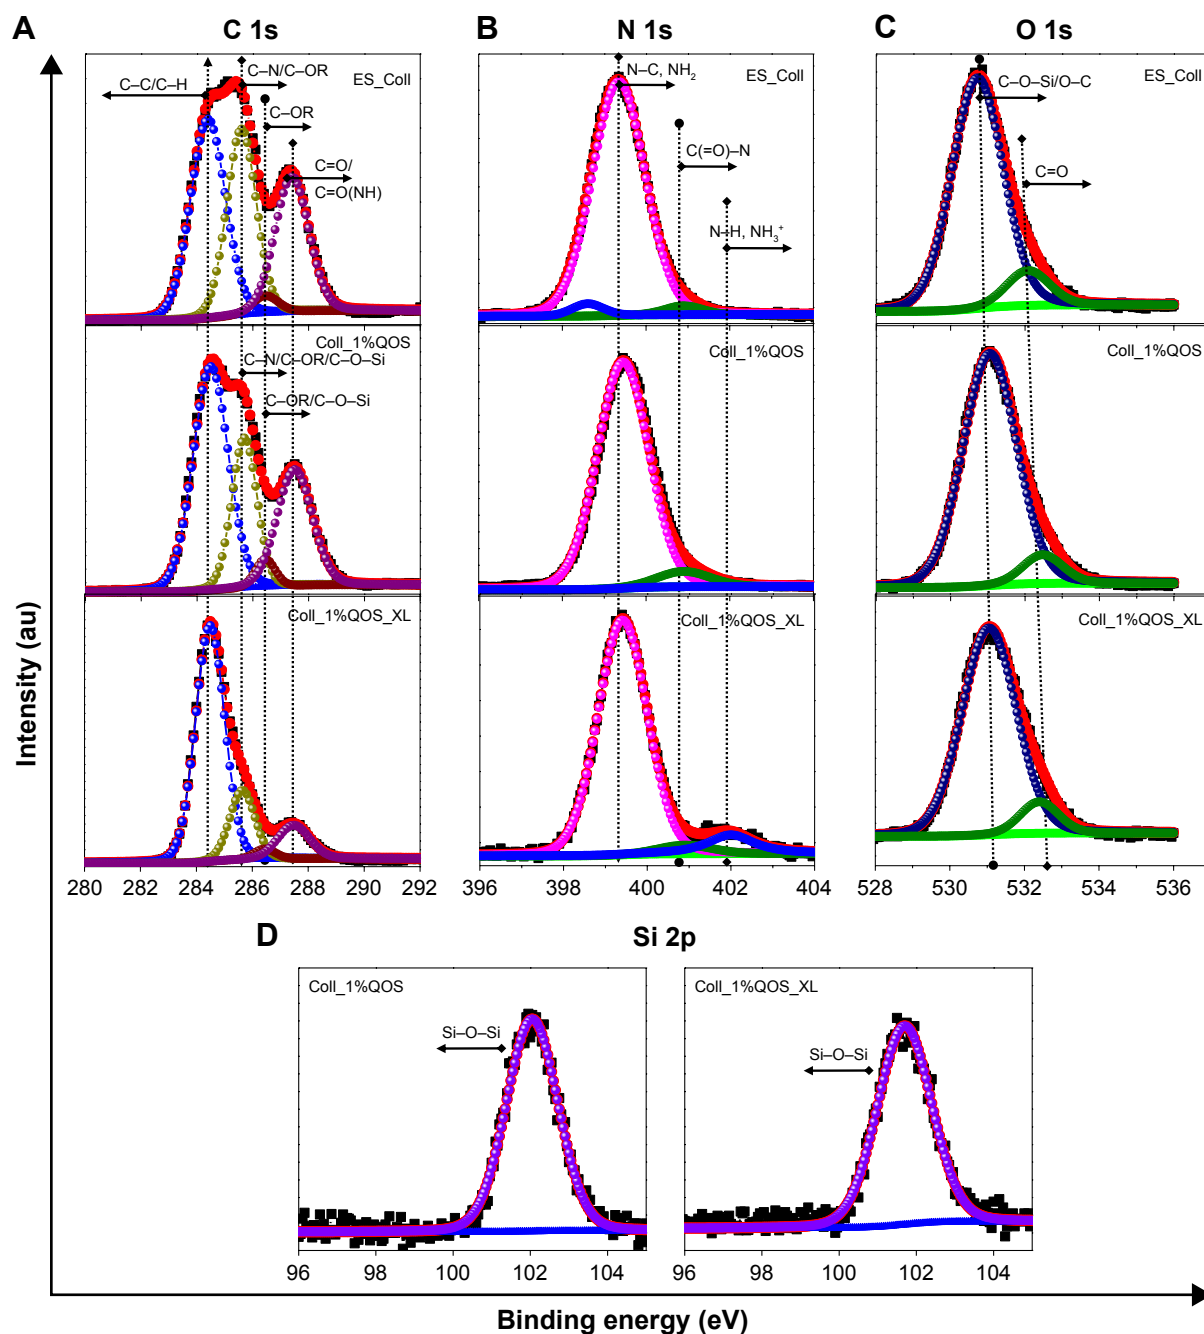 A
C 1s
B
N 1s
C
O 1s
ES_Coll
C–C/C–H
C–N/C–OR
C–OR
C=O/
C=O(NH)
ES_Coll
N–C, NH₂
C(=O)–N
N–H, NH₃⁺
ES_Coll
C–O–Si/O–C
C=O
Coll_1%QOS
C–N/C–OR/C–O–Si
C–OR/C–O–Si
Coll_1%QOS
Coll_1%QOS
Coll_1%QOS_XL
Coll_1%QOS_XL
Coll_1%QOS_XL
280 282 284 286 288 290 292
396 398 400 402 404
528 530 532 534 536
Intensity (au)
D
Si 2p
Coll_1%QOS
Si–O–Si
Coll_1%QOS_XL
Si–O–Si
96 98 100 102 104
96 98 100 102 104
Binding energy (eV)